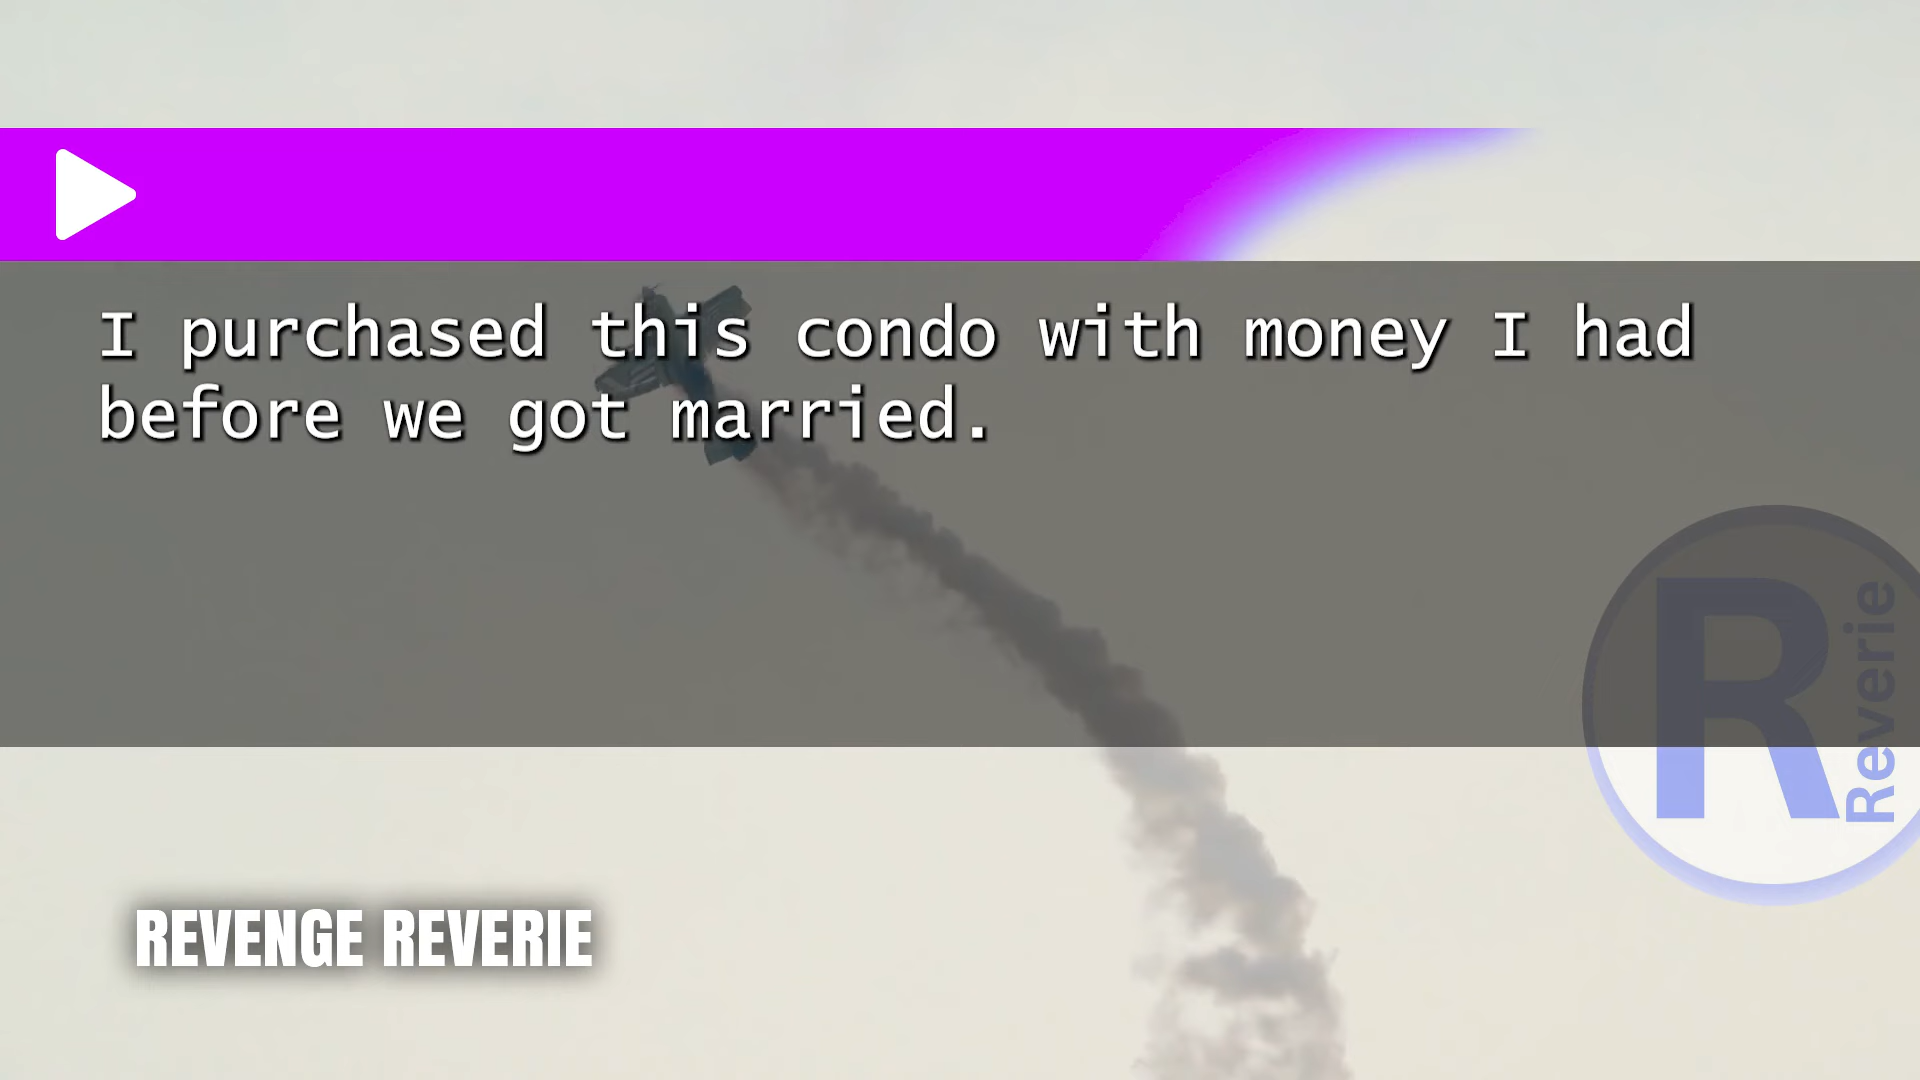 I purchased this condo with money I had
before we got married.
R
Reverie
REVENGE REVERIE